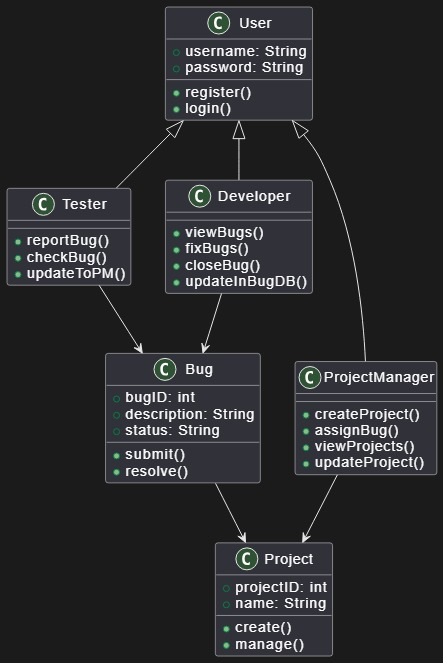 C User
username: String
password: String
register()
login()
C Tester
reportBug()
checkBug()
updateToPM()
C Developer
viewBugs()
fixBugs()
closeBug()
updateInBugDB()
C Bug
bugID: int
description: String
status: String
submit()
resolve()
C ProjectManager
createProject()
assignBug()
viewProjects()
updateProject()
C Project
projectID: int
name: String
create()
manage()